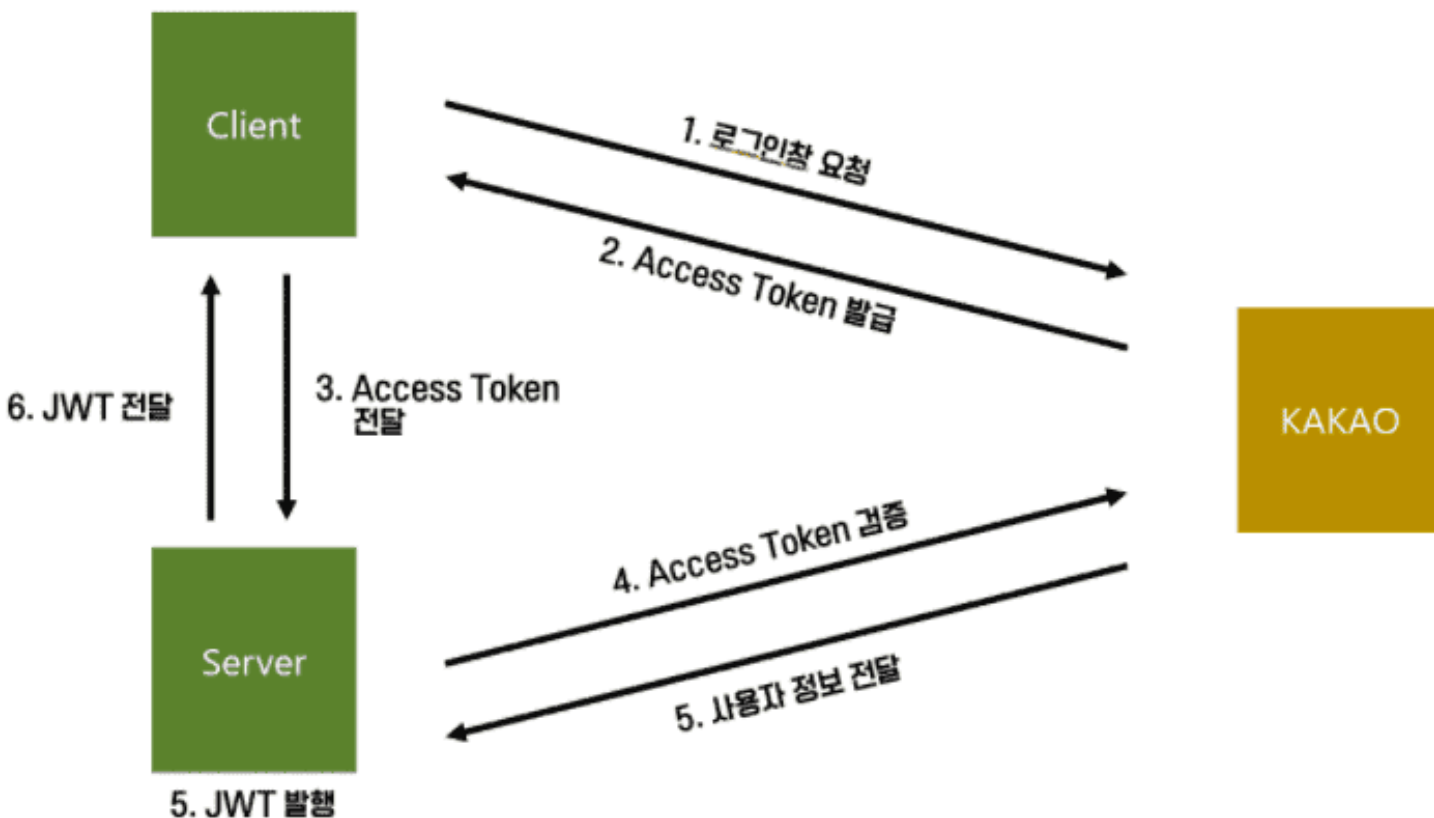 Client
1. 로그인창 요청
2. Access Token 발급
KAKAO
6. JWT 전달
3. Access Token
전달
4. Access Token 검증
Server
5. 사용자 정보 전달
5. JWT 발행